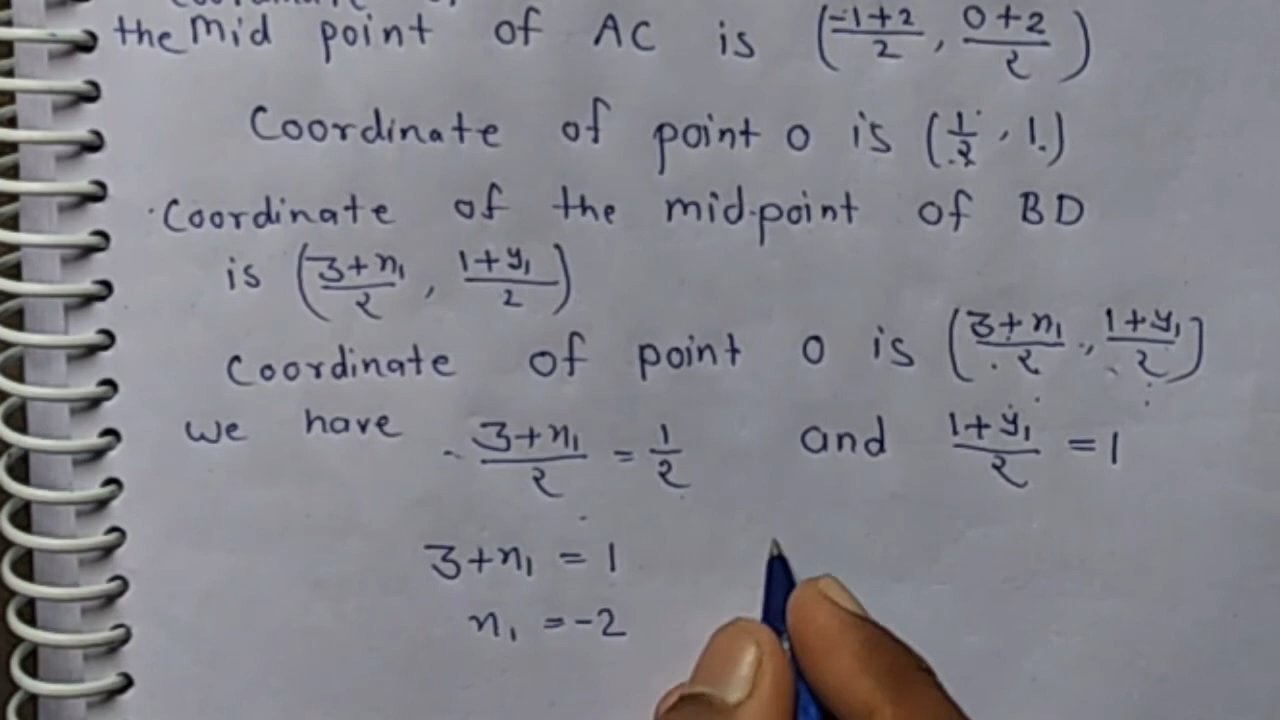 the Mid point of AC is (-1+2/2, 0+2/2)
Coordinate of point O is (1/2, 1.)
Coordinate of the mid-point of BD
is (3+x₁/2, 1+y₁/2)
Coordinate of point O is (3+x₁/2, 1+y₁/2)
we have 3+x₁/2 = 1/2 and 1+y₁/2 = 1
3+x₁ = 1
x₁ = -2